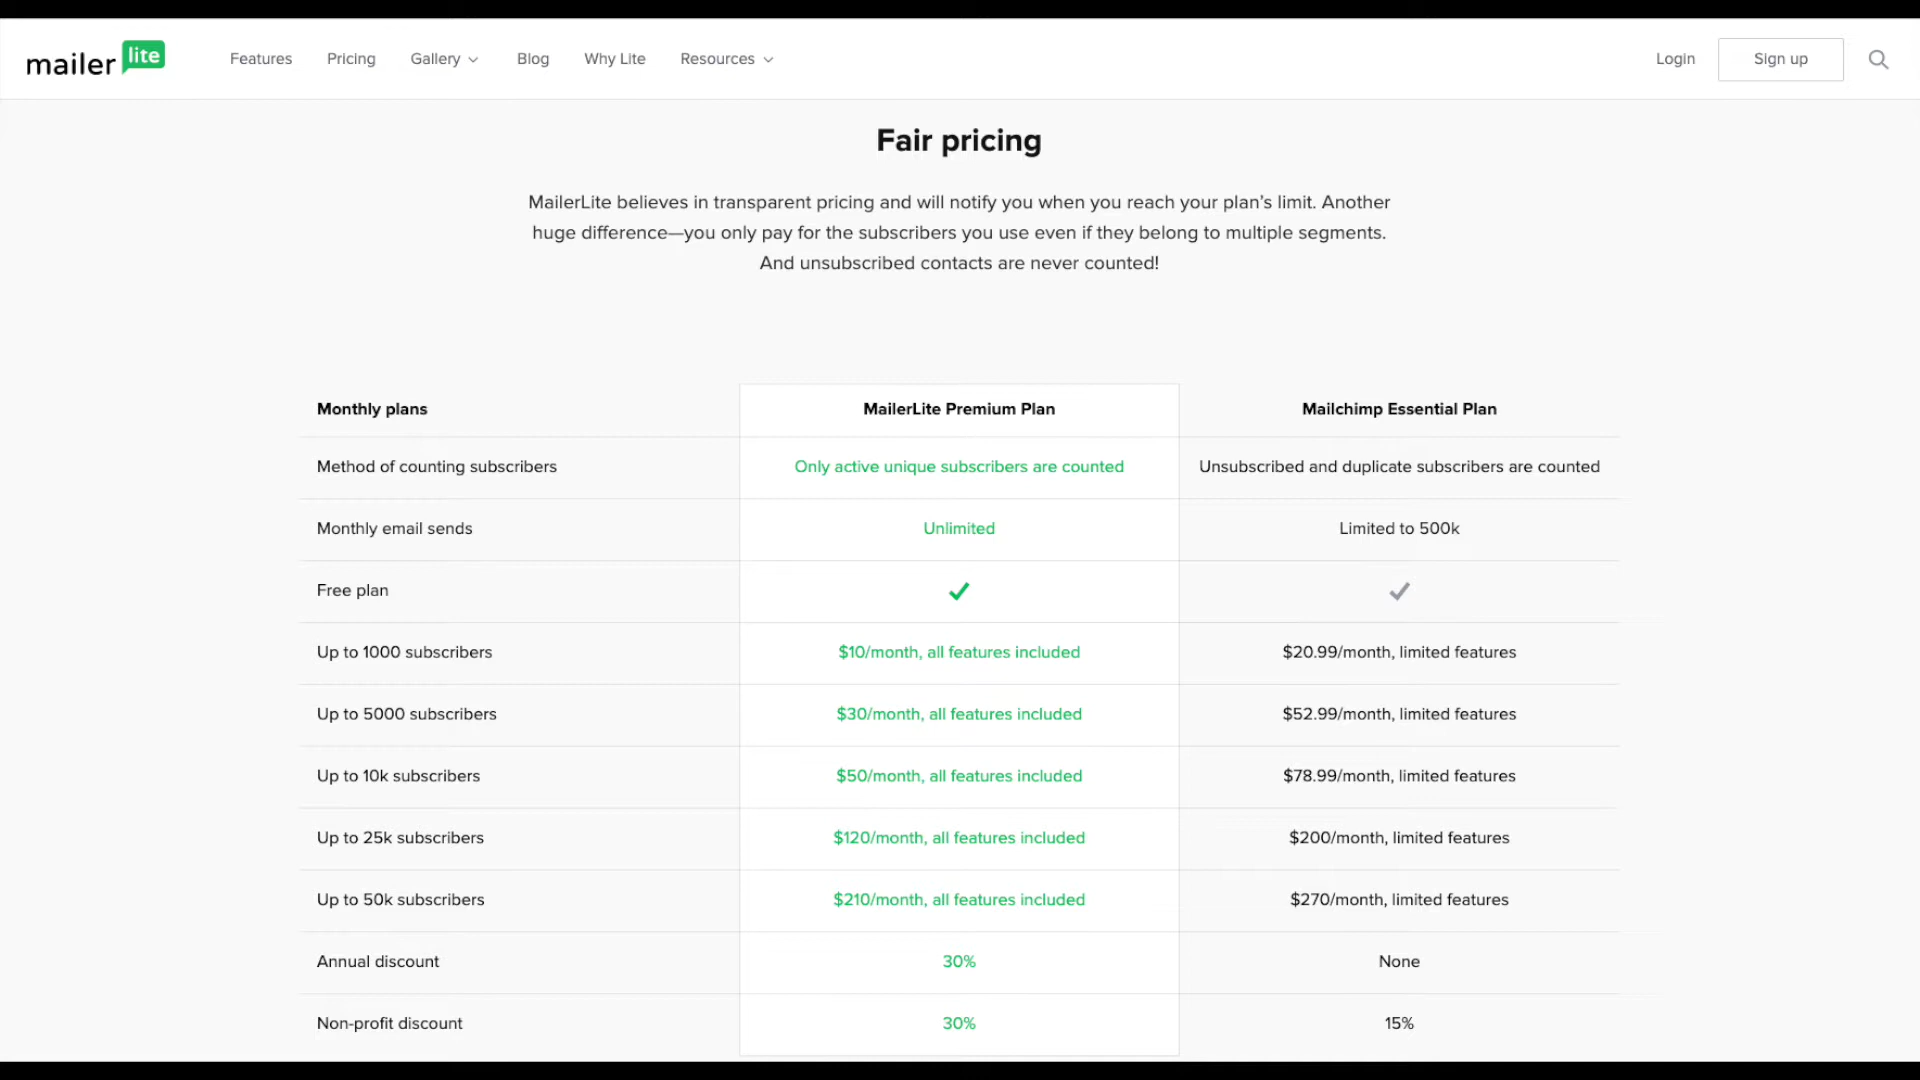 mailer lite
Features Pricing Gallery Blog Why Lite Resources Login Sign up
Fair pricing
MailerLite believes in transparent pricing and will notify you when you reach your plan’s limit. Another
huge difference—you only pay for the subscribers you use even if they belong to multiple segments.
And unsubscribed contacts are never counted!
Monthly plans MailerLite Premium Plan Mailchimp Essential Plan
Method of counting subscribers Only active unique subscribers are counted Unsubscribed and duplicate subscribers are counted
Monthly email sends Unlimited Limited to 500k
Free plan
Up to 1000 subscribers $10/month, all features included $20.99/month, limited features
Up to 5000 subscribers $30/month, all features included $52.99/month, limited features
Up to 10k subscribers $50/month, all features included $78.99/month, limited features
Up to 25k subscribers $120/month, all features included $200/month, limited features
Up to 50k subscribers $210/month, all features included $270/month, limited features
Annual discount 30% None
Non-profit discount 30% 15%